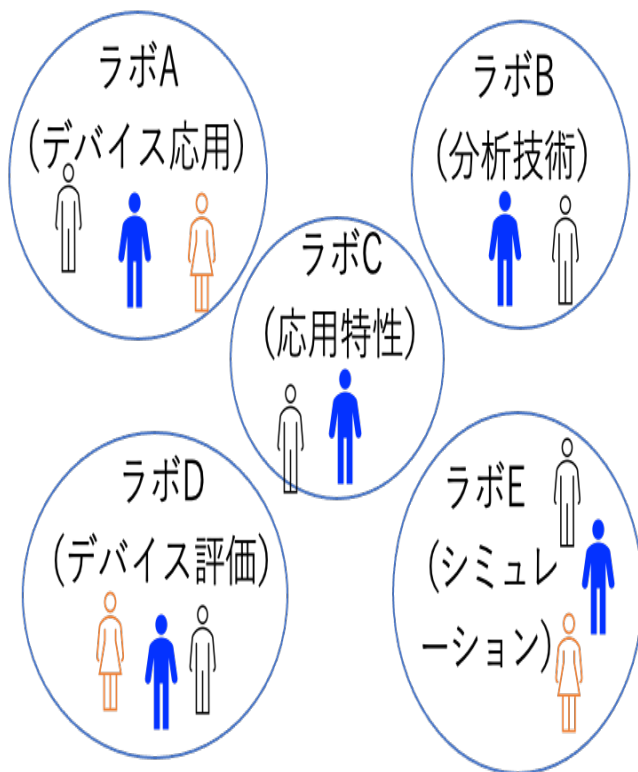 ラボA
(デバイス応用)
ラボB
(分析技術)
ラボC
(応用特性)
ラボD
(デバイス評価)
ラボE
(シミュレ
ーション)